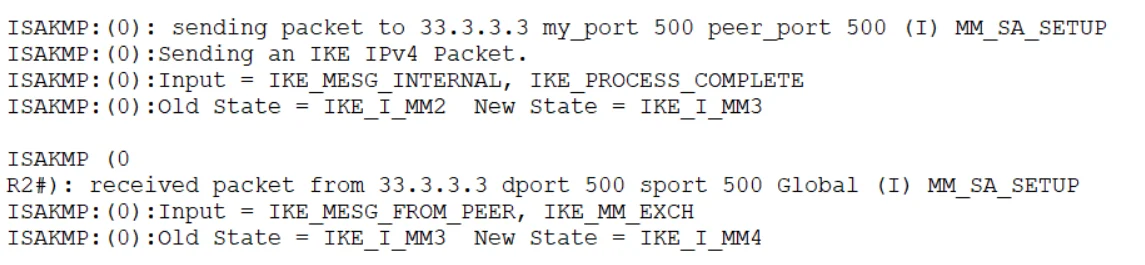 ISAKMP:(0): sending packet to 33.3.3.3 my_port 500 peer_port 500 (I) MM_SA_SETUP
ISAKMP:(0):Sending an IKE IPv4 Packet.
ISAKMP:(0):Input = IKE_MESG_INTERNAL, IKE_PROCESS_COMPLETE
ISAKMP:(0):Old State = IKE_I_MM2  New State = IKE_I_MM3

ISAKMP (0
R2#): received packet from 33.3.3.3 dport 500 sport 500 Global (I) MM_SA_SETUP
ISAKMP:(0):Input = IKE_MESG_FROM_PEER, IKE_MM_EXCH
ISAKMP:(0):Old State = IKE_I_MM3  New State = IKE_I_MM4